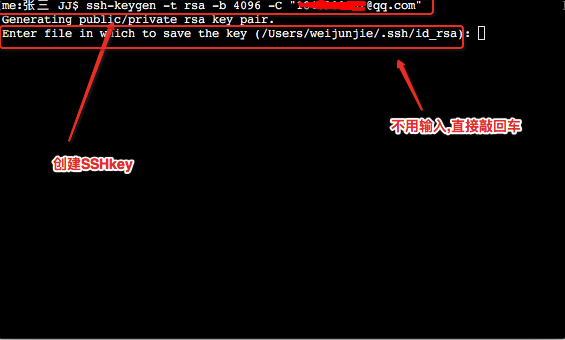 me:张三 JJ$ ssh-keygen -t rsa -b 4096 -C "@qq.com"
Generating public/private rsa key pair.
Enter file in which to save the key (/Users/weijunjie/.ssh/id_rsa):
不用输入,直接敲回车
创建SSHkey